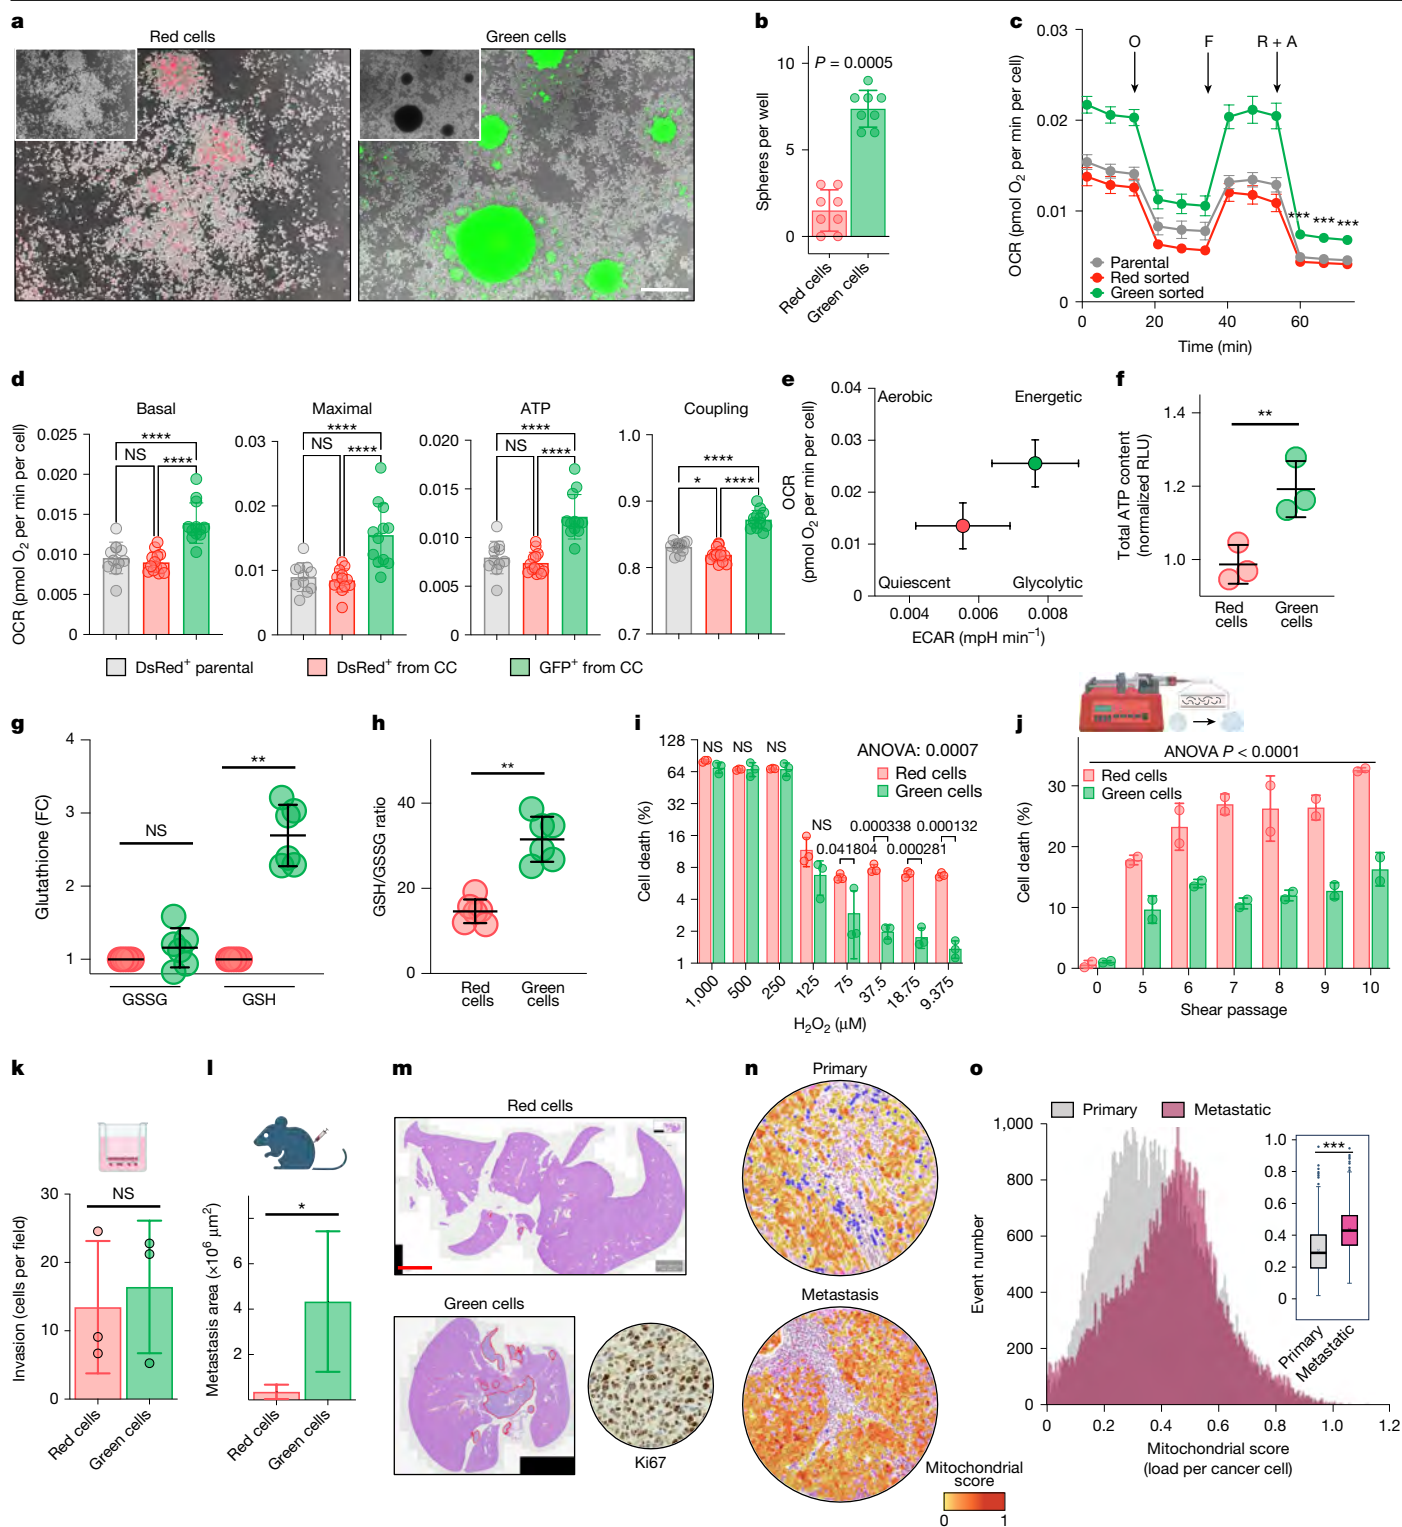 a
Red cells
Green cells
b
Spheres per well
10
5
0
P = 0.0005
Red cells
Green cells
c
OCR (pmol O₂ per min per cell)
0.03
0.02
0.01
0
O
F
R + A
*** *** ***
Parental
Red sorted
Green sorted
0 20 40 60
Time (min)
d
OCR (pmol O₂ per min per cell)
Basal
0.025
0.020
0.015
0.010
0.005
0
****
NS
****
Maximal
0.03
0.02
0.01
0
****
NS
****
ATP
0.020
0.015
0.010
0.005
0
****
NS
****
Coupling
1.0
0.9
0.8
0.7
****
*
****
DsRed⁺ parental
DsRed⁺ from CC
GFP⁺ from CC
e
OCR
(pmol O₂ per min per cell)
0.04
0.03
0.02
0.01
0
Aerobic
Energetic
Quiescent
Glycolytic
0.004 0.006 0.008
ECAR (mpH min⁻¹)
f
Total ATP content
(normalized RLU)
1.4
1.2
1.0
**
Red
cells
Green
cells
g
Glutathione (FC)
4
3
2
1
NS
**
GSSG
GSH
h
GSH/GSSG ratio
40
20
0
**
Red
cells
Green
cells
i
Cell death (%)
128
64
32
16
8
4
2
1
NS NS NS
ANOVA: 0.0007
Red cells
Green cells
NS
0.041804
0.000338
0.000281
0.000132
1,000
500
250
125
75
37.5
18.75
9.375
H₂O₂ (μM)
j
Cell death (%)
30
20
10
0
ANOVA P < 0.0001
Red cells
Green cells
0 5 6 7 8 9 10
Shear passage
k
Invasion (cells per field)
30
20
10
0
NS
Red cells
Green cells
l
Metastasis area (×10⁶ μm²)
6
4
2
*
Red cells
Green cells
m
Red cells
Green cells
Ki67
n
Primary
Metastasis
Mitochondrial
score
0 1
o
Primary
Metastatic
Event number
1,000
800
600
400
200
0
0 0.2 0.4 0.6 0.8 1.0 1.2
Mitochondrial score
(load per cancer cell)
1.0
0.8
0.6
0.4
0.2
0
***
Primary
Metastatic